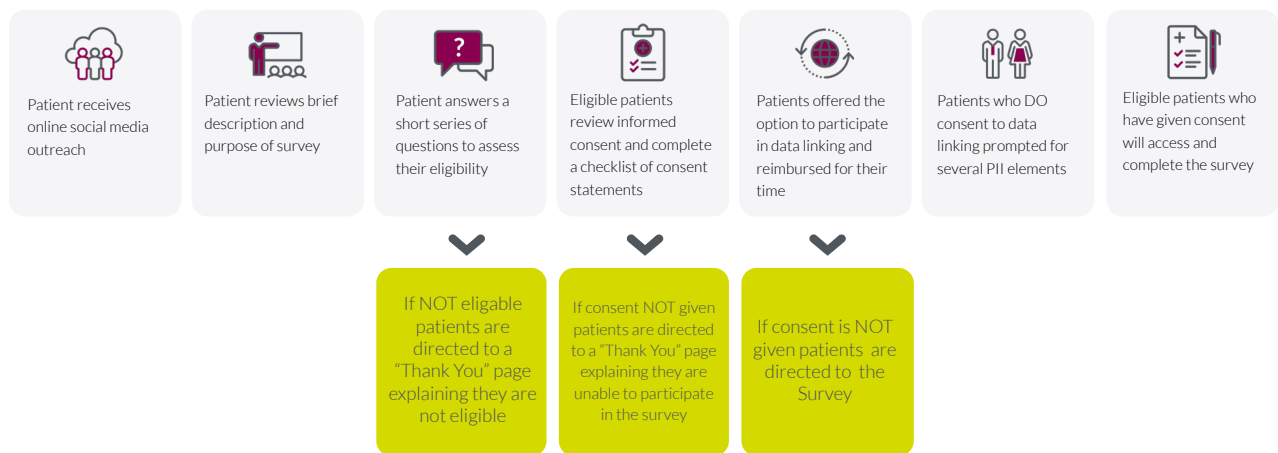 Patient receives
online social media
outreach
Patient reviews brief
description and
purpose of survey
?
Patient answers a
short series of
questions to assess
their eligibility
Eligible patients
review informed
consent and complete
a checklist of consent
statements
Patients offered the
option to participate
in data linking and
reimbursed for their
time
Patients who DO
consent to data
linking prompted for
several PII elements
Eligible patients who
have given consent
will access and
complete the survey
If NOT eligable
patients are
directed to a
“Thank You” page
explaining they are
not eligible
If consent NOT given
patients are directed
to a “Thank You” page
explaining they are
unable to participate
in the survey
If consent is NOT
given patients are
directed to the
Survey